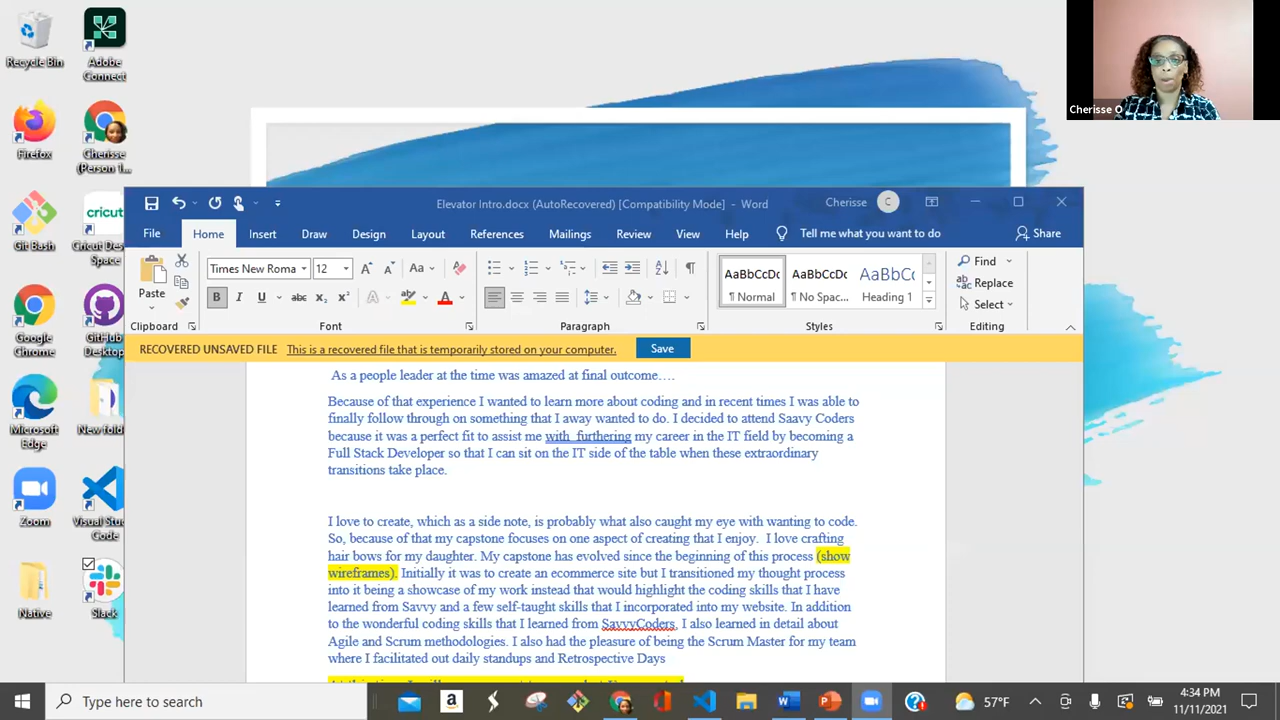 Recycle Bin
Adobe
Connect
Firefox
Cherisse
(Person 1...
Git Bash
cricut
Cricut Des
Space
Google
Chrome
GitHub
Desktop
Microsoft
Edge
New fold
Zoom
Visual Stu
Code
Native
Slack
Cherisse O
Elevator Intro.docx (AutoRecovered) [Compatibility Mode] - Word
Cherisse
C
File
Home
Insert
Draw
Design
Layout
References
Mailings
Review
View
Help
Tell me what you want to do
Share
Paste
Times New Roma
12
Aa
AaBbCcDc
¶ Normal
AaBbCcDc
¶ No Spac...
AaBbCc
Heading 1
Find
Replace
Select
Clipboard
Font
Paragraph
Styles
Editing
RECOVERED UNSAVED FILE This is a recovered file that is temporarily stored on your computer. Save
As a people leader at the time was amazed at final outcome….
Because of that experience I wanted to learn more about coding and in recent times I was able to
finally follow through on something that I away wanted to do. I decided to attend Saavy Coders
because it was a perfect fit to assist me with furthering my career in the IT field by becoming a
Full Stack Developer so that I can sit on the IT side of the table when these extraordinary
transitions take place.
I love to create, which as a side note, is probably what also caught my eye with wanting to code.
So, because of that my capstone focuses on one aspect of creating that I enjoy. I love crafting
hair bows for my daughter. My capstone has evolved since the beginning of this process (show
wireframes). Initially it was to create an ecommerce site but I transitioned my thought process
into it being a showcase of my work instead that would highlight the coding skills that I have
learned from Savvy and a few self-taught skills that I incorporated into my website. In addition
to the wonderful coding skills that I learned from SavvyCoders, I also learned in detail about
Agile and Scrum methodologies. I also had the pleasure of being the Scrum Master for my team
where I facilitated out daily standups and Retrospective Days
Type here to search
57°F
4:34 PM
11/11/2021